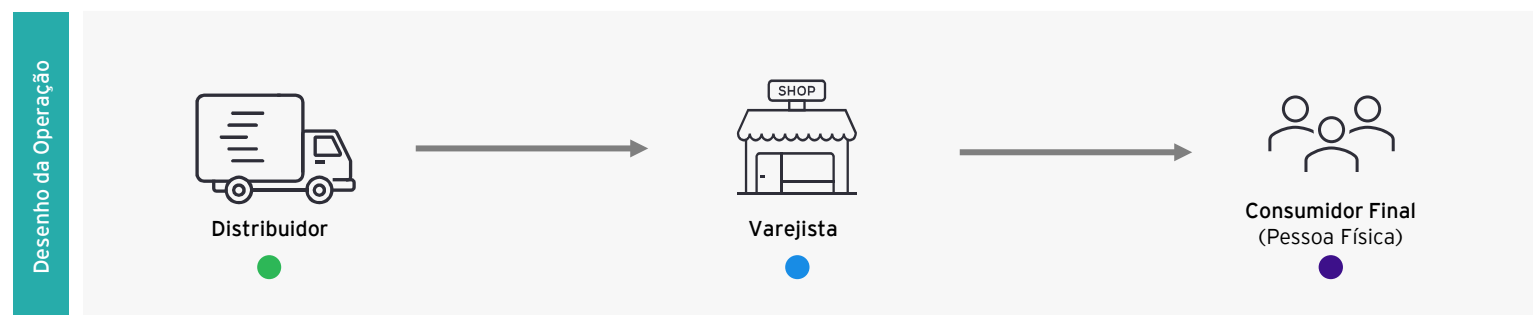 Desenho da Operação
SHOP
Distribuidor
Varejista
Consumidor Final
(Pessoa Física)